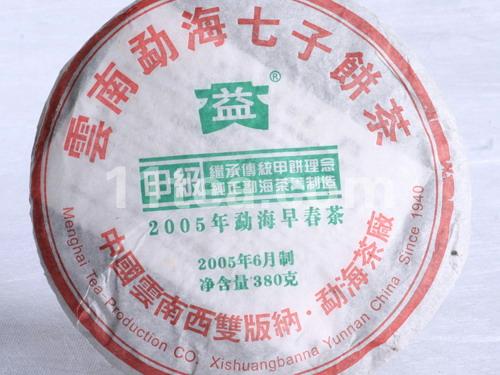 雲南勐海七子餅茶
益
®
甲級
繼承傳統甲餅理念
純正勐海茶菁制造
2005年勐海早春茶
2005年6月制
净含量380克
中國雲南西雙版納·勐海茶廠
Menghai Tea Production CO. Xishuangbanna Yunnan China Since 1940